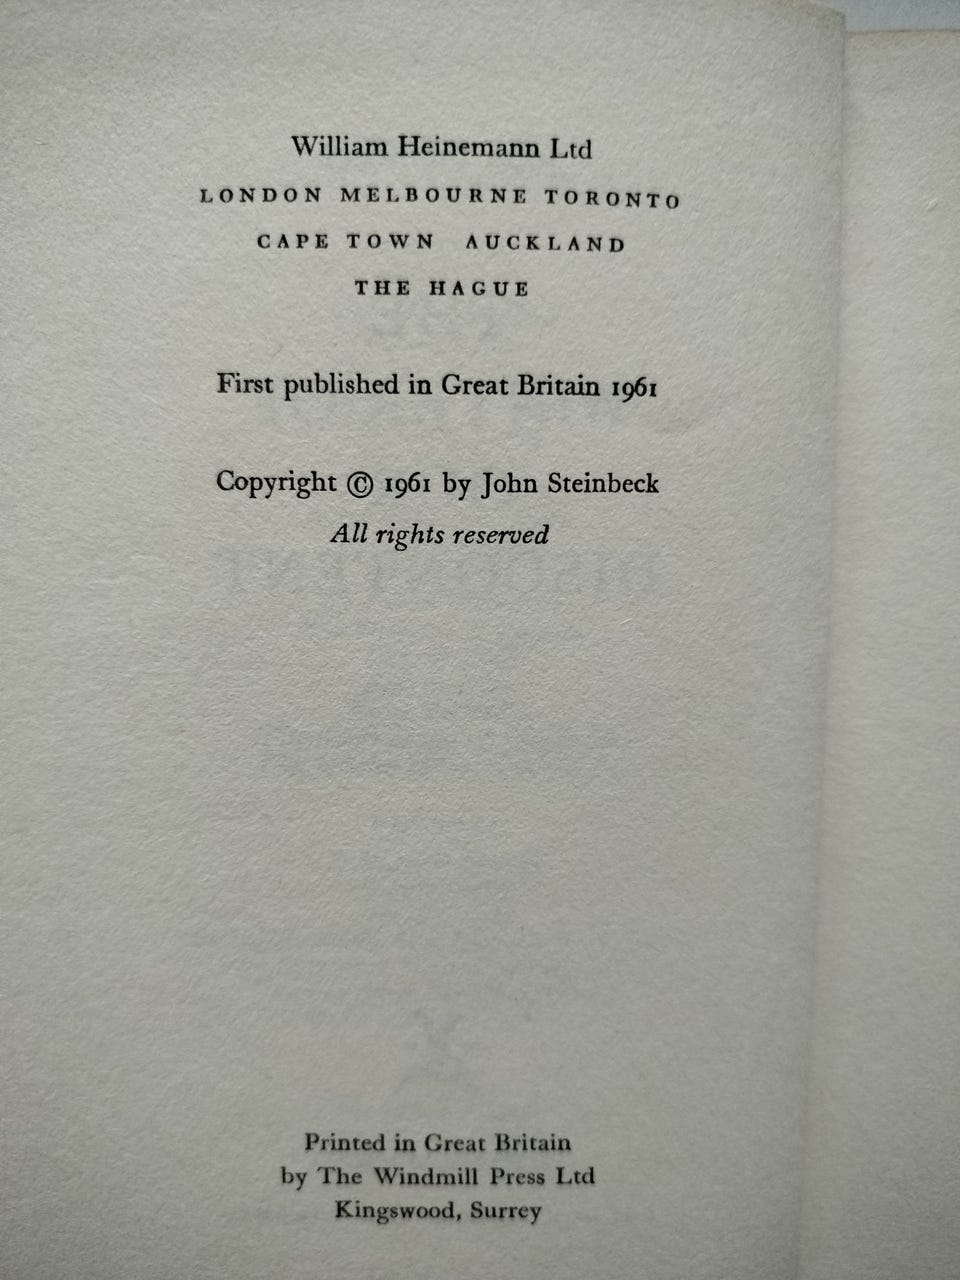 William Heinemann Ltd
LONDON MELBOURNE TORONTO
CAPE TOWN AUCKLAND
THE HAGUE
First published in Great Britain 1961
Copyright © 1961 by John Steinbeck
All rights reserved
Printed in Great Britain
by The Windmill Press Ltd
Kingswood, Surrey